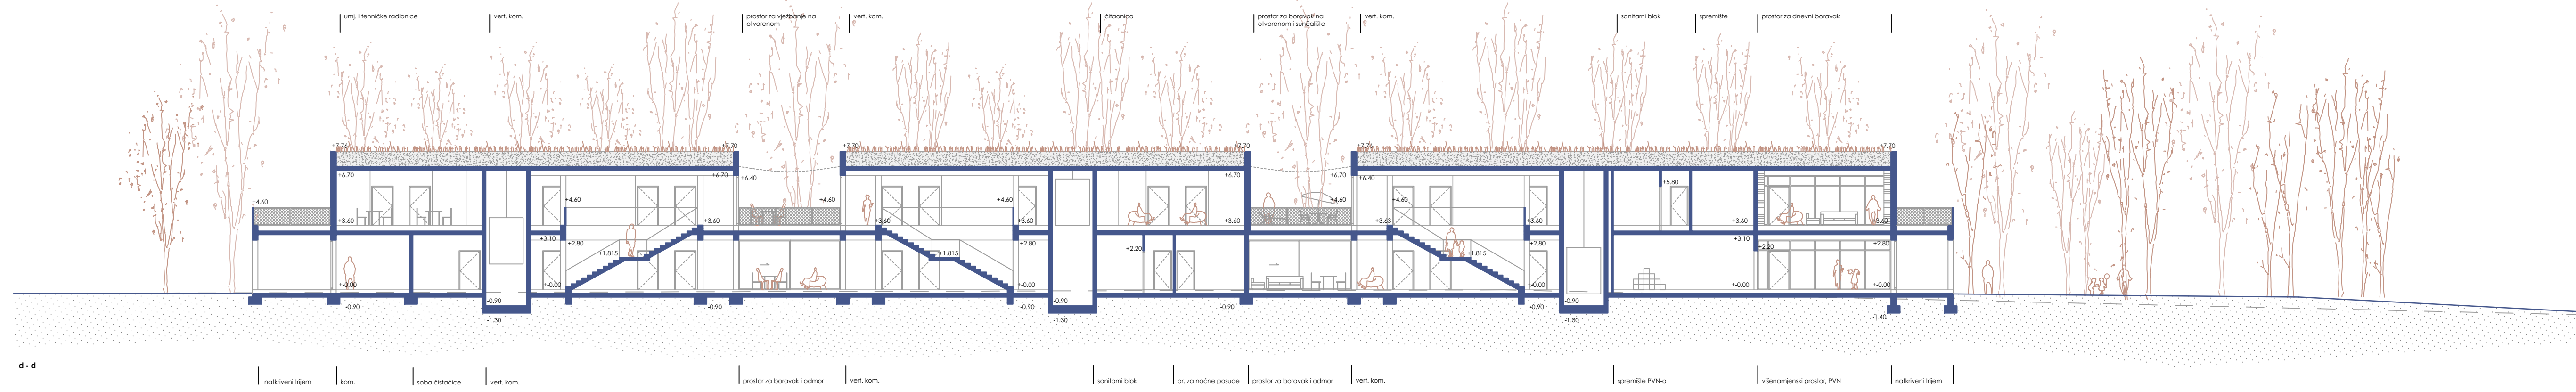 umj. i tehničke radionice
vert. kom.
prostor za vježbanje na
otvorenom
vert. kom.
čitaonica
prostor za boravak na
otvorenom i sunčalište
vert. kom.
sanitarni blok
spremište
prostor za dnevni boravak
+7.76
+7.70
+7.70
+7.70
+7.76
+7.70
+6.70
+6.70
+6.40
+6.70
+6.70
+6.40
+5.80
+4.60
+4.60
+4.60
+4.60
+4.60
+4.60
+3.60
+3.60
+3.60
+3.60
+3.60
+3.63
+3.60
+3.60
+3.60
+3.10
+2.80
+2.80
+2.20
+2.80
+3.10
+2.20
+2.80
+1.815
+1.815
+1.815
+-0.00
+-0.00
+-0.00
+-0.00
+-0.00
+-0.00
-0.90
-0.90
-0.90
-0.90
-0.90
-0.90
-0.90
-0.90
-1.30
-1.30
-1.30
-1.40
d - d
natkriveni trijem
kom.
soba čistačice
vert. kom.
prostor za boravak i odmor
vert. kom.
sanitarni blok
pr. za noćne posude
prostor za boravak i odmor
vert. kom.
spremište PVN-a
višenamjenski prostor, PVN
natkriveni trijem